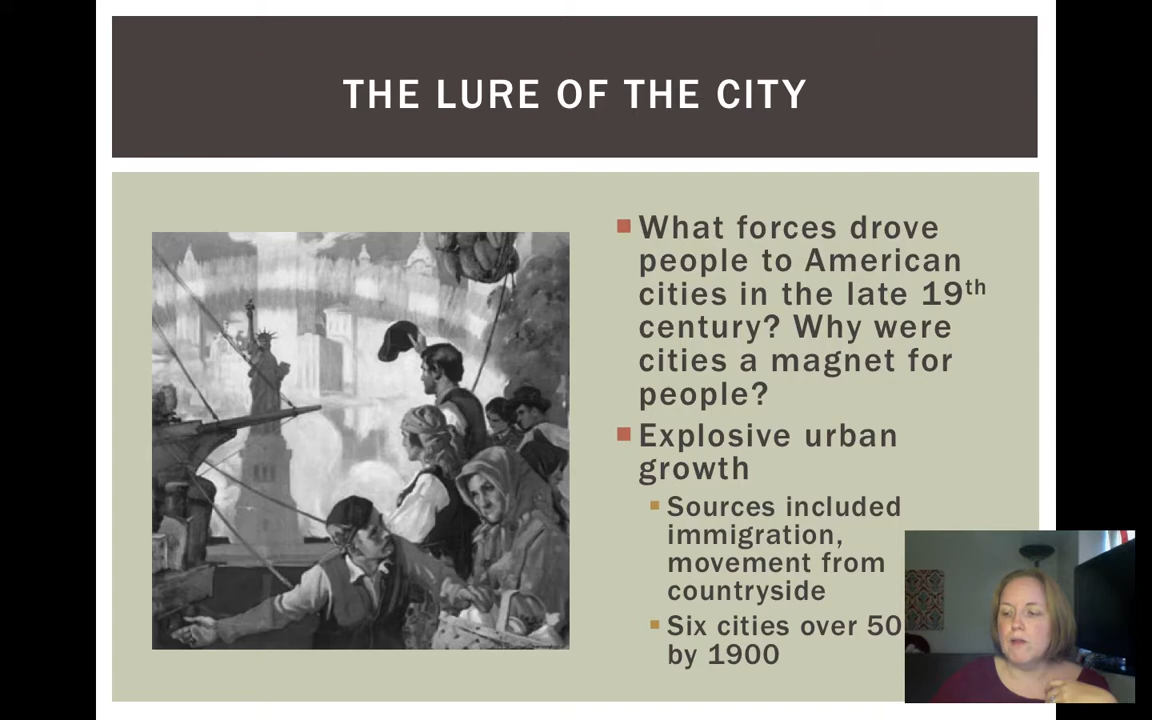 THE LURE OF THE CITY
What forces drove
people to American
cities in the late 19th
century? Why were
cities a magnet for
people?
Explosive urban
growth
Sources included
immigration,
movement from
countryside
Six cities over
by 1900